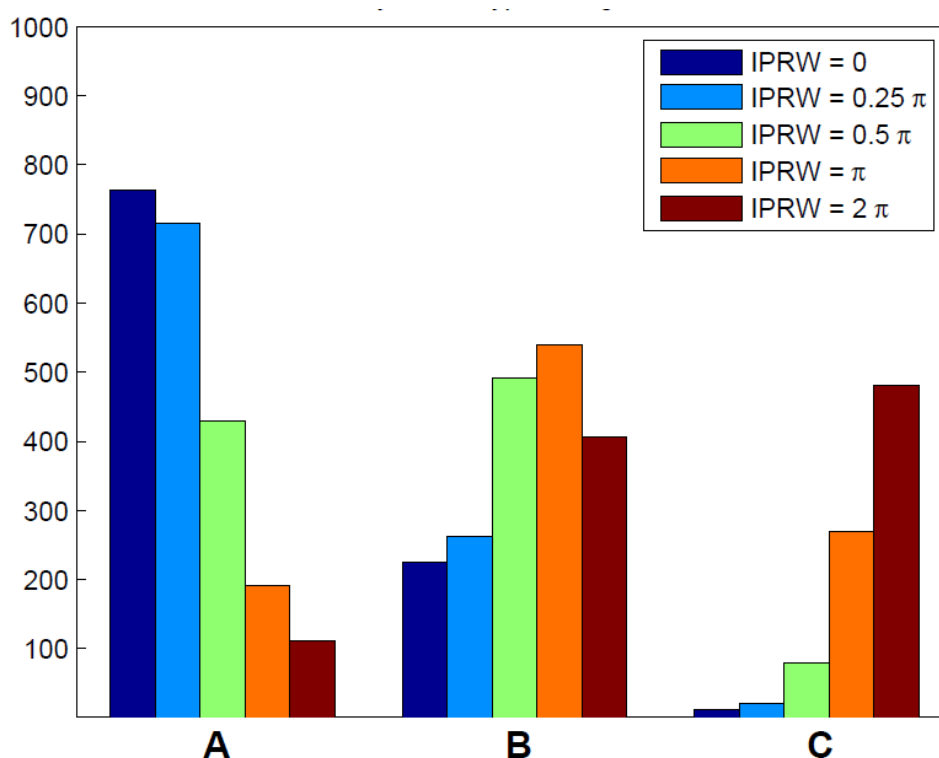 1000
900
800
700
600
500
400
300
200
100
IPRW = 0
IPRW = 0.25 π
IPRW = 0.5 π
IPRW = π
IPRW = 2 π
A B C